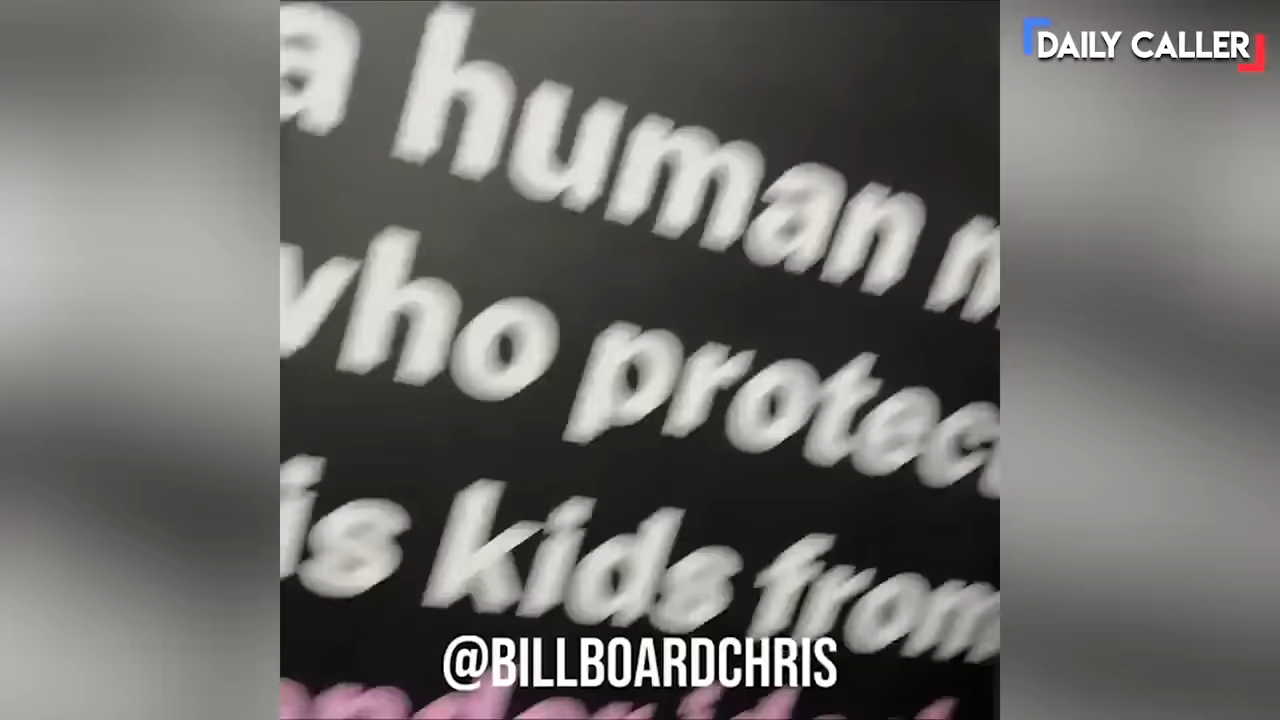 DAILY CALLER
a human
who protec
is kids from
@BILLBOARDCHRIS